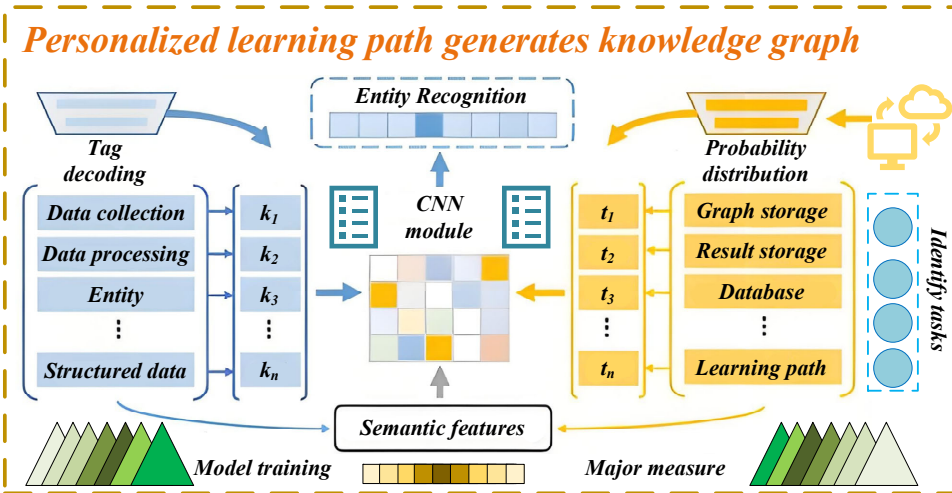 Personalized learning path generates knowledge graph
Entity Recognition
Tag
decoding
Probability
distribution
CNN
module
Data collection
Data processing
Entity
⋮
Structured data
k1
k2
k3
⋮
kn
t1
t2
t3
⋮
tn
Graph storage
Result storage
Database
⋮
Learning path
Identify tasks
Semantic features
Model training
Major measure